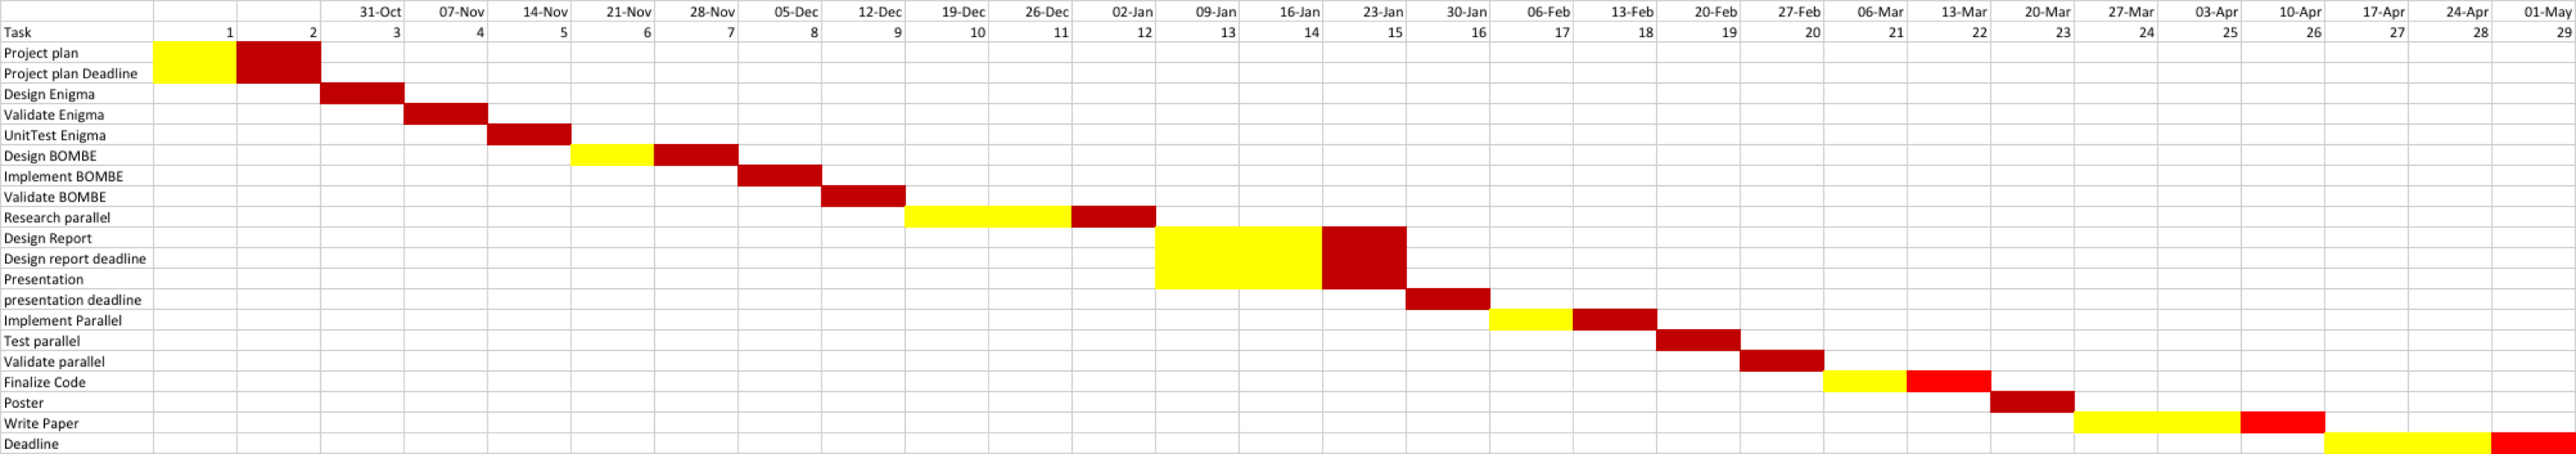 31-Oct 07-Nov 14-Nov 21-Nov 28-Nov 05-Dec 12-Dec 19-Dec 26-Dec 02-Jan 09-Jan 16-Jan 23-Jan 30-Jan 06-Feb 13-Feb 20-Feb 27-Feb 06-Mar 13-Mar 20-Mar 27-Mar 03-Apr 10-Apr 17-Apr 24-Apr 01-May
Task 1 2 3 4 5 6 7 8 9 10 11 12 13 14 15 16 17 18 19 20 21 22 23 24 25 26 27 28 29
Project plan
Project plan Deadline
Design Enigma
Validate Enigma
UnitTest Enigma
Design BOMBE
Implement BOMBE
Validate BOMBE
Research parallel
Design Report
Design report deadline
Presentation
presentation deadline
Implement Parallel
Test parallel
Validate parallel
Finalize Code
Poster
Write Paper
Deadline